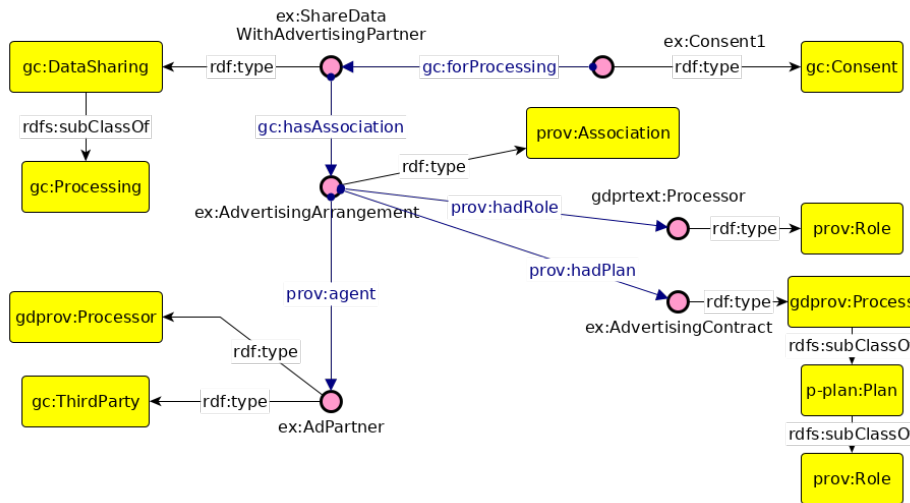 ex:ShareData
WithAdvertisingPartner
ex:Consent1
gc:DataSharing
rdf:type
gc:forProcessing
rdf:type
gc:Consent
rdfs:subClassOf
gc:hasAssociation
prov:Association
rdf:type
gc:Processing
ex:AdvertisingArrangement
prov:hadRole
gdprtext:Processor
rdf:type
prov:Role
prov:hadPlan
prov:agent
gdprov:Processor
rdf:type
gdprov:Process
ex:AdvertisingContract
rdf:type
rdfs:subClassO
gc:ThirdParty
rdf:type
p-plan:Plan
ex:AdPartner
rdfs:subClassO
prov:Role